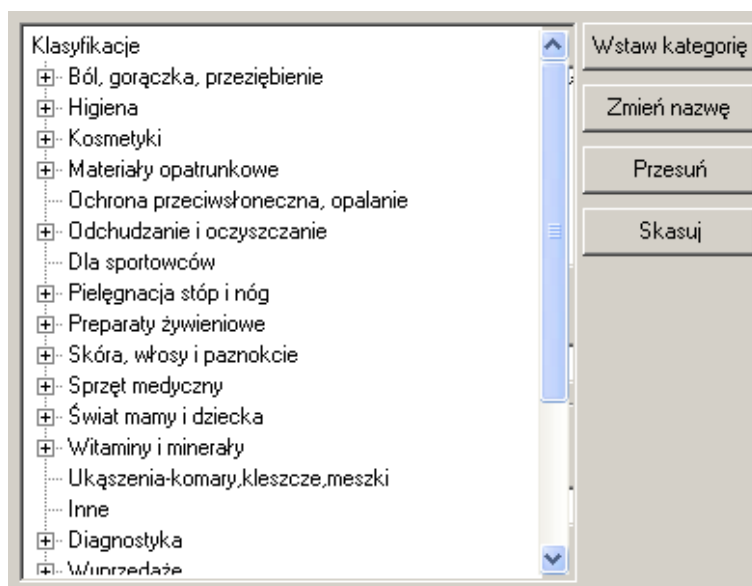 Klasyfikacje
Ból, gorączka, przeziębienie
Higiena
Kosmetyki
Materiały opatrunkowe
Ochrona przeciwsłoneczna, opalanie
Odchudzanie i oczyszczanie
Dla sportowców
Pielęgnacja stóp i nóg
Preparaty żywieniowe
Skóra, włosy i paznokcie
Sprzęt medyczny
Świat mamy i dziecka
Witaminy i minerały
Ukąszenia-komary,kleszcze,meszki
Inne
Diagnostyka
Wyprzedaże
Wstaw kategorię
Zmień nazwę
Przesuń
Skasuj